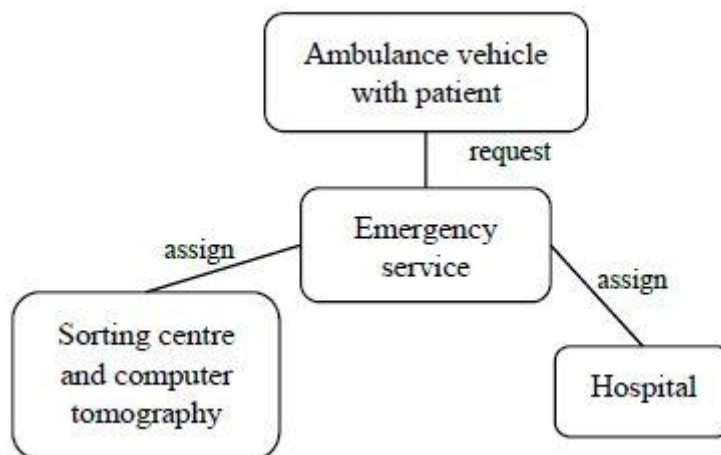 Ambulance vehicle
with patient
request
Emergency
service
assign
assign
Sorting centre
and computer
tomography
Hospital